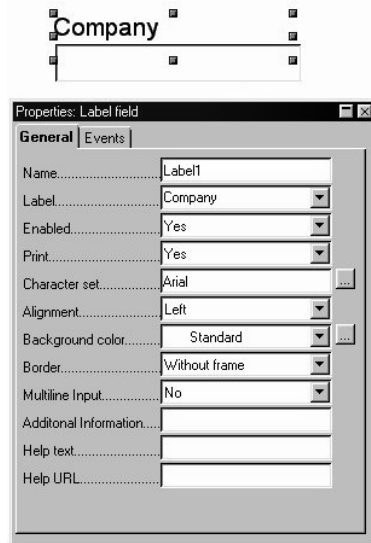 Company
Properties: Label field
General Events
Name............................ Label1
Label............................ Company
Enabled........................ Yes
Print.............................. Yes
Character set................ Arial
Alignment...................... Left
Background color.......... Standard
Border........................... Without frame
Multiline Input............... No
Additonal Information.....
Help text.......................
Help URL.......................